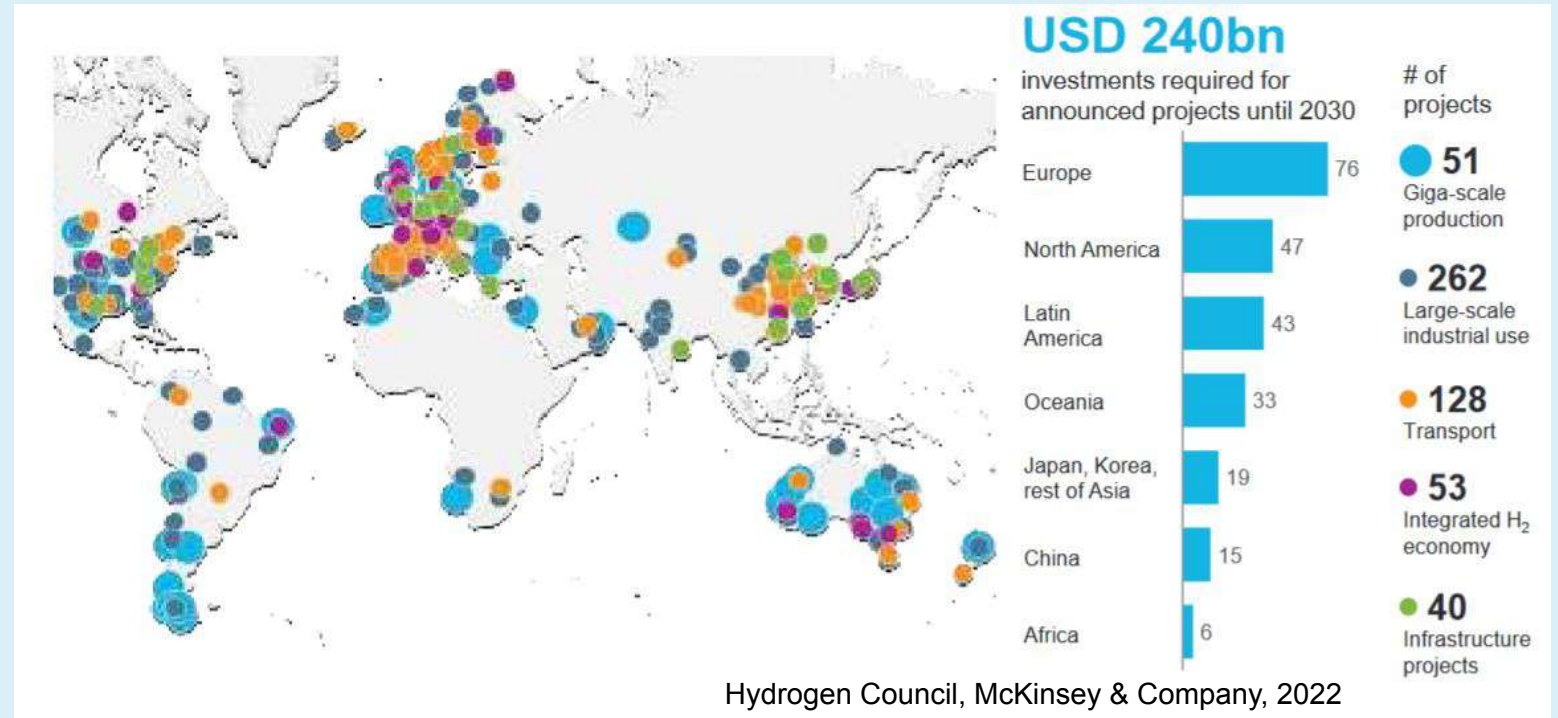 USD 240bn
investments required for
announced projects until 2030
Europe
76
North America
47
Latin
America
43
Oceania
33
Japan, Korea,
rest of Asia
19
China
15
Africa
6
# of
projects
51
Giga-scale
production
262
Large-scale
industrial use
128
Transport
53
Integrated H₂
economy
40
Infrastructure
projects
Hydrogen Council, McKinsey & Company, 2022